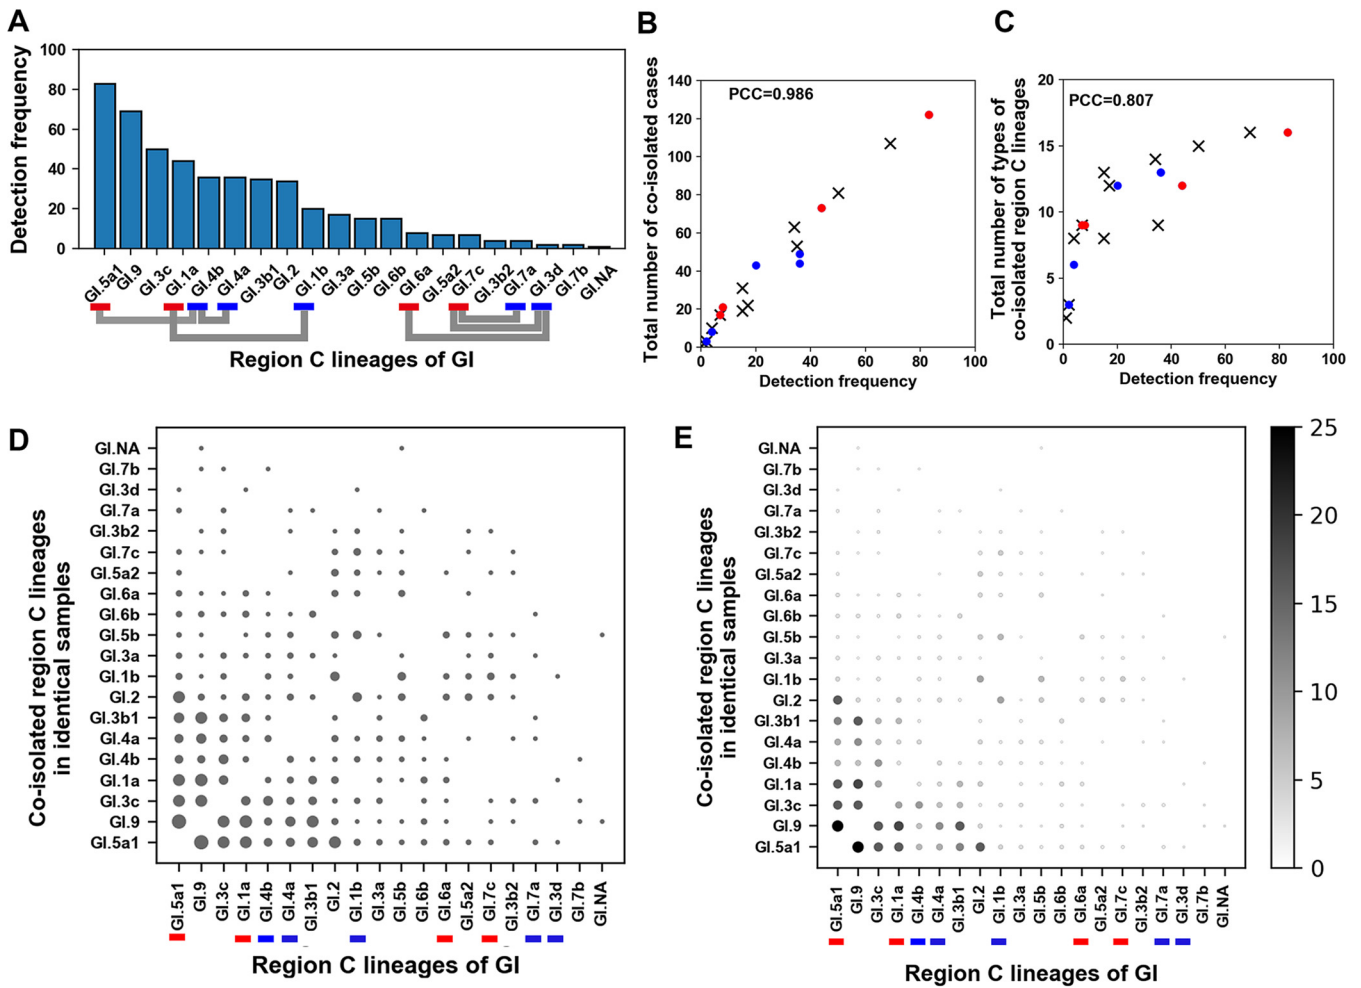 A
Detection frequency
100
80
60
40
20
0
GI.5a1
GI.9
GI.3c
GI.1a
GI.4b
GI.4a
GI.3b1
GI.2
GI.1b
GI.3a
GI.5b
GI.6b
GI.6a
GI.5a2
GI.7c
GI.3b2
GI.7a
GI.3d
GI.7b
GI.NA
Region C lineages of GI
B
Total number of co-isolated cases
140
120
100
80
60
40
20
0
PCC=0.986
0 20 40 60 80 100
Detection frequency
C
Total number of types of
co-isolated region C lineages
20
15
10
5
0
PCC=0.807
0 20 40 60 80 100
Detection frequency
D
Co-isolated region C lineages
in identical samples
GI.NA
GI.7b
GI.3d
GI.7a
GI.3b2
GI.7c
GI.5a2
GI.6a
GI.6b
GI.5b
GI.3a
GI.1b
GI.2
GI.3b1
GI.4a
GI.4b
GI.1a
GI.3c
GI.9
GI.5a1
GI.5a1
GI.9
GI.3c
GI.1a
GI.4b
GI.4a
GI.3b1
GI.2
GI.1b
GI.3a
GI.5b
GI.6b
GI.6a
GI.5a2
GI.7c
GI.3b2
GI.7a
GI.3d
GI.7b
GI.NA
Region C lineages of GI
E
Co-isolated region C lineages
in identical samples
GI.NA
GI.7b
GI.3d
GI.7a
GI.3b2
GI.7c
GI.5a2
GI.6a
GI.6b
GI.5b
GI.3a
GI.1b
GI.2
GI.3b1
GI.4a
GI.4b
GI.1a
GI.3c
GI.9
GI.5a1
GI.5a1
GI.9
GI.3c
GI.1a
GI.4b
GI.4a
GI.3b1
GI.2
GI.1b
GI.3a
GI.5b
GI.6b
GI.6a
GI.5a2
GI.7c
GI.3b2
GI.7a
GI.3d
GI.7b
GI.NA
Region C lineages of GI
25
20
15
10
5
0